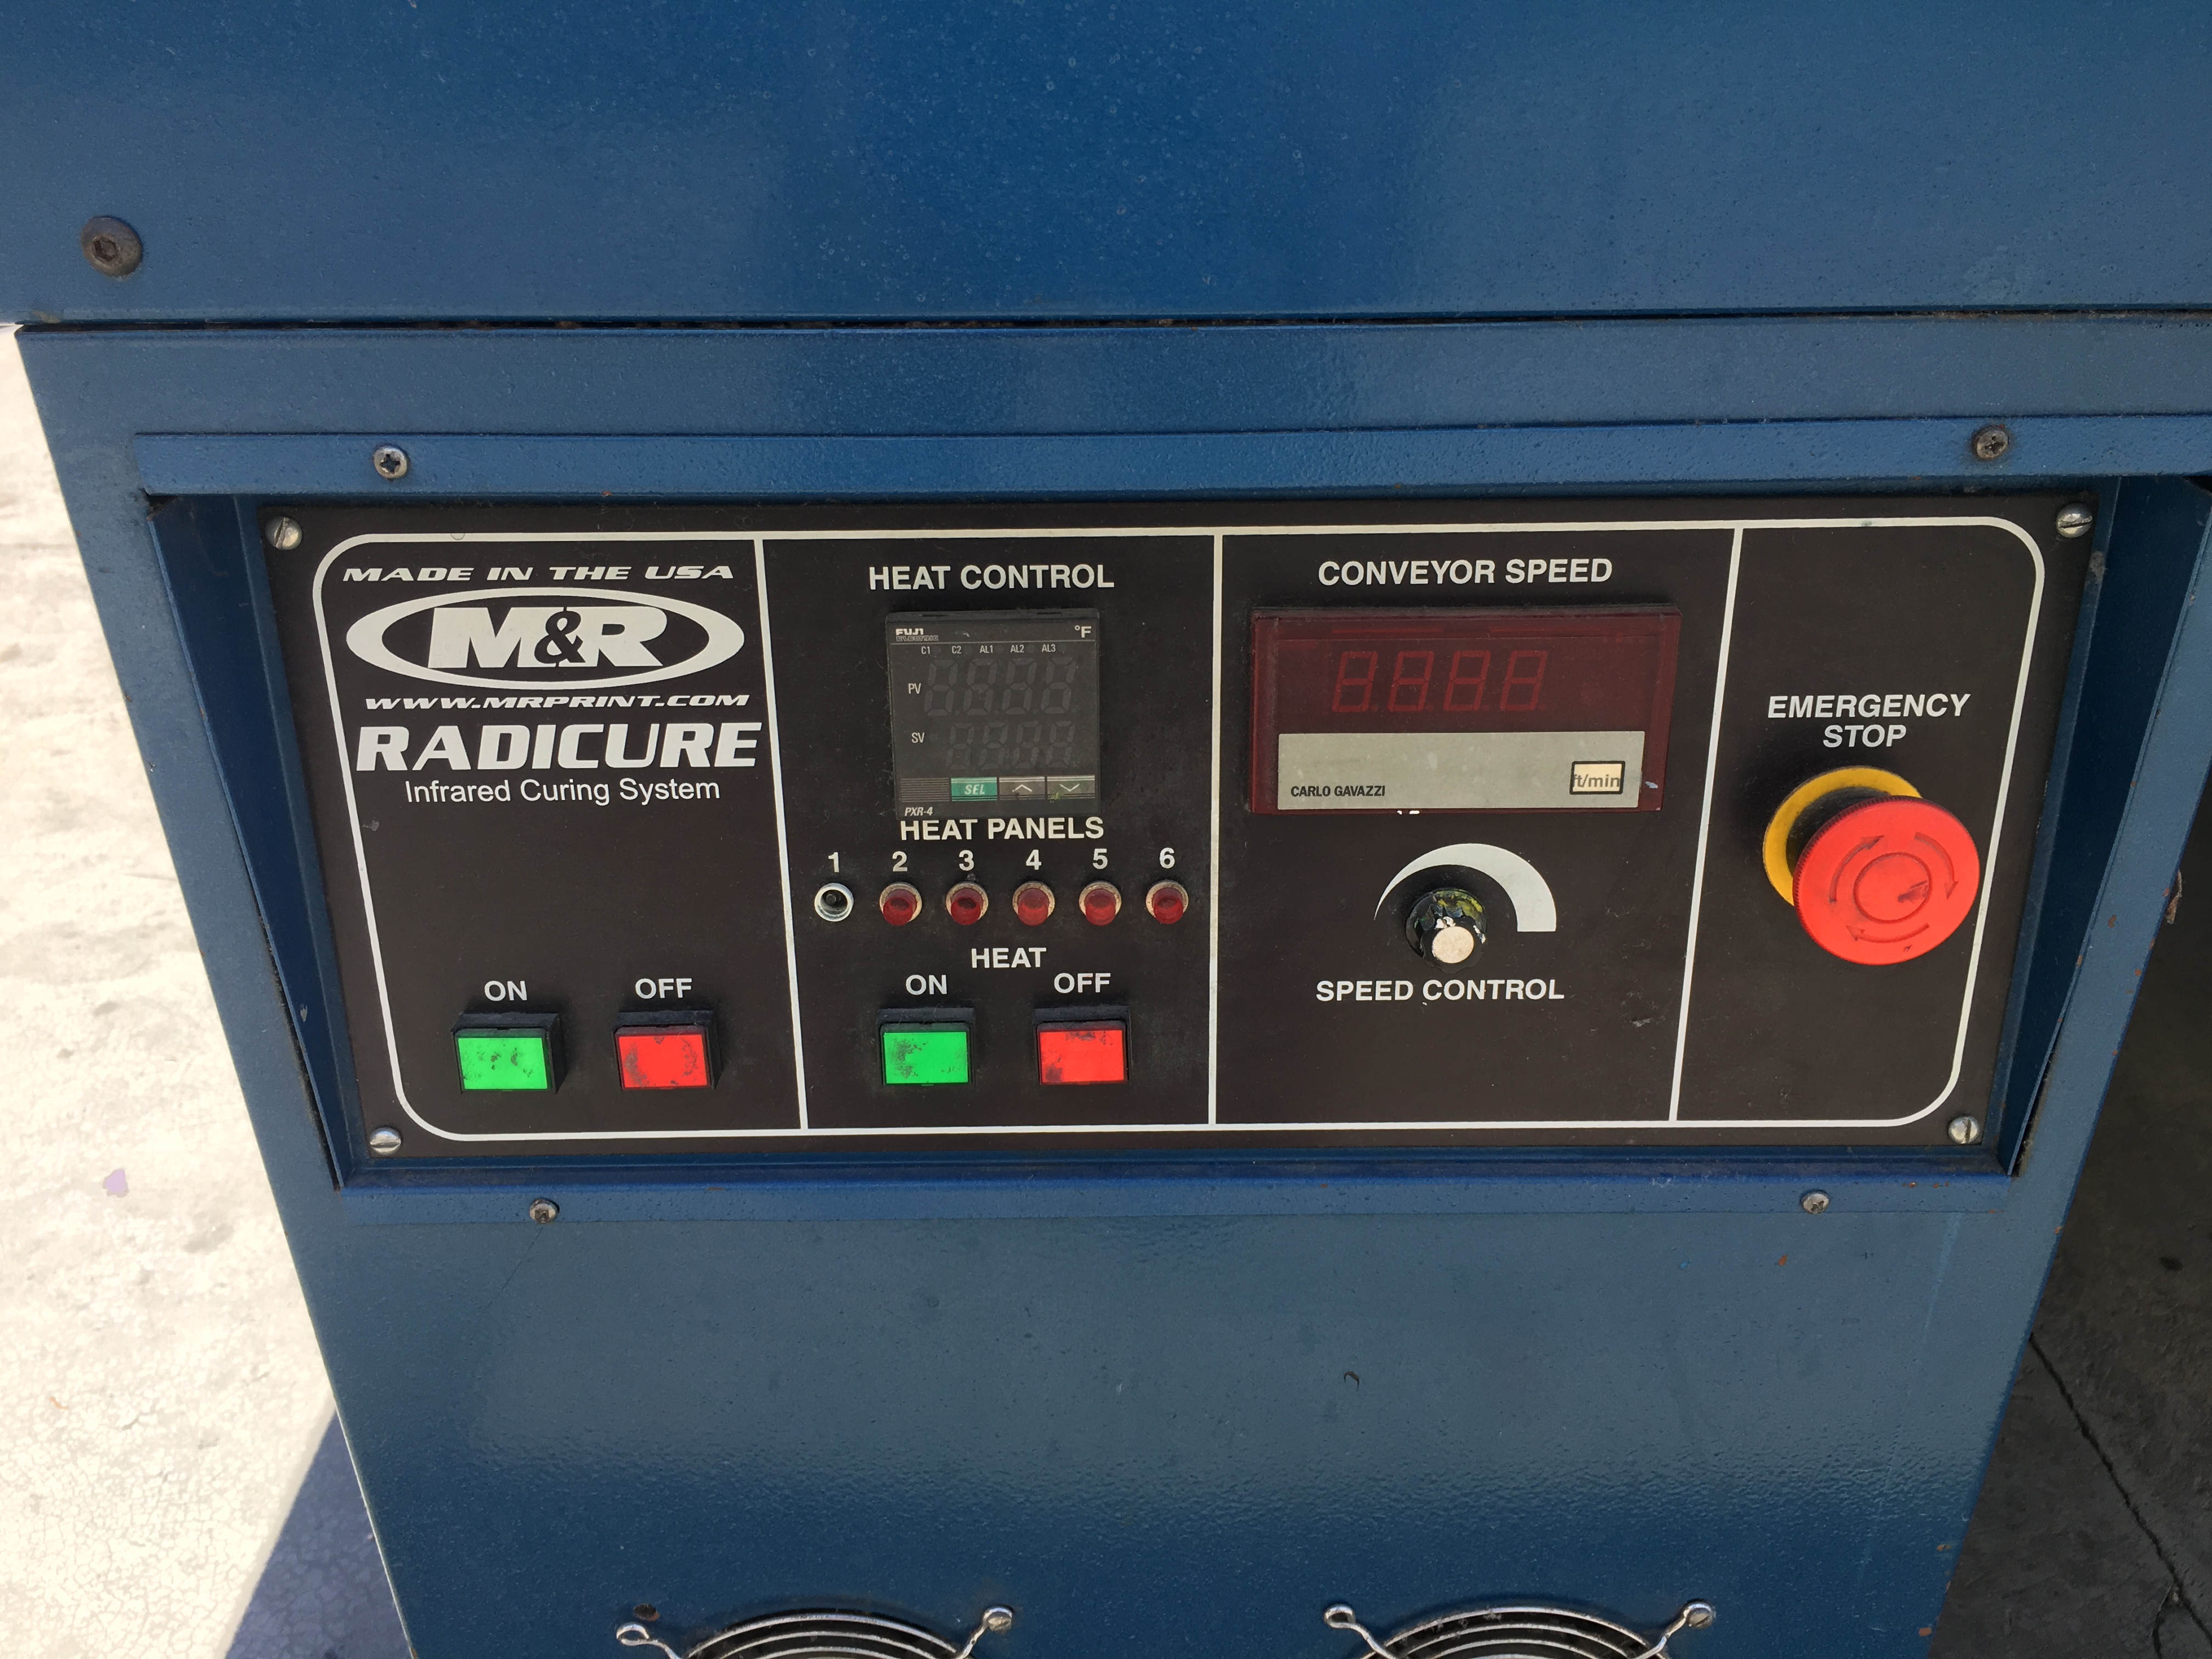 MADE IN THE USA
M&R
WWW.MRPRINT.COM
RADICURE
Infrared Curing System
ON OFF
HEAT CONTROL
FUJI
ELECTRIC
°F
C1 C2 AL1 AL2 AL3
PV
SV
SEL
PXR-4
HEAT PANELS
1 2 3 4 5 6
HEAT
ON OFF
CONVEYOR SPEED
CARLO GAVAZZI
ft/min
SPEED CONTROL
EMERGENCY
STOP